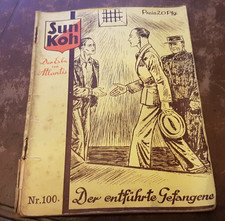 Preis 20 Pfg.
Sun
Koh
Der Erbe
von
Atlantis
Nr. 100.
Der entführte Gefangene